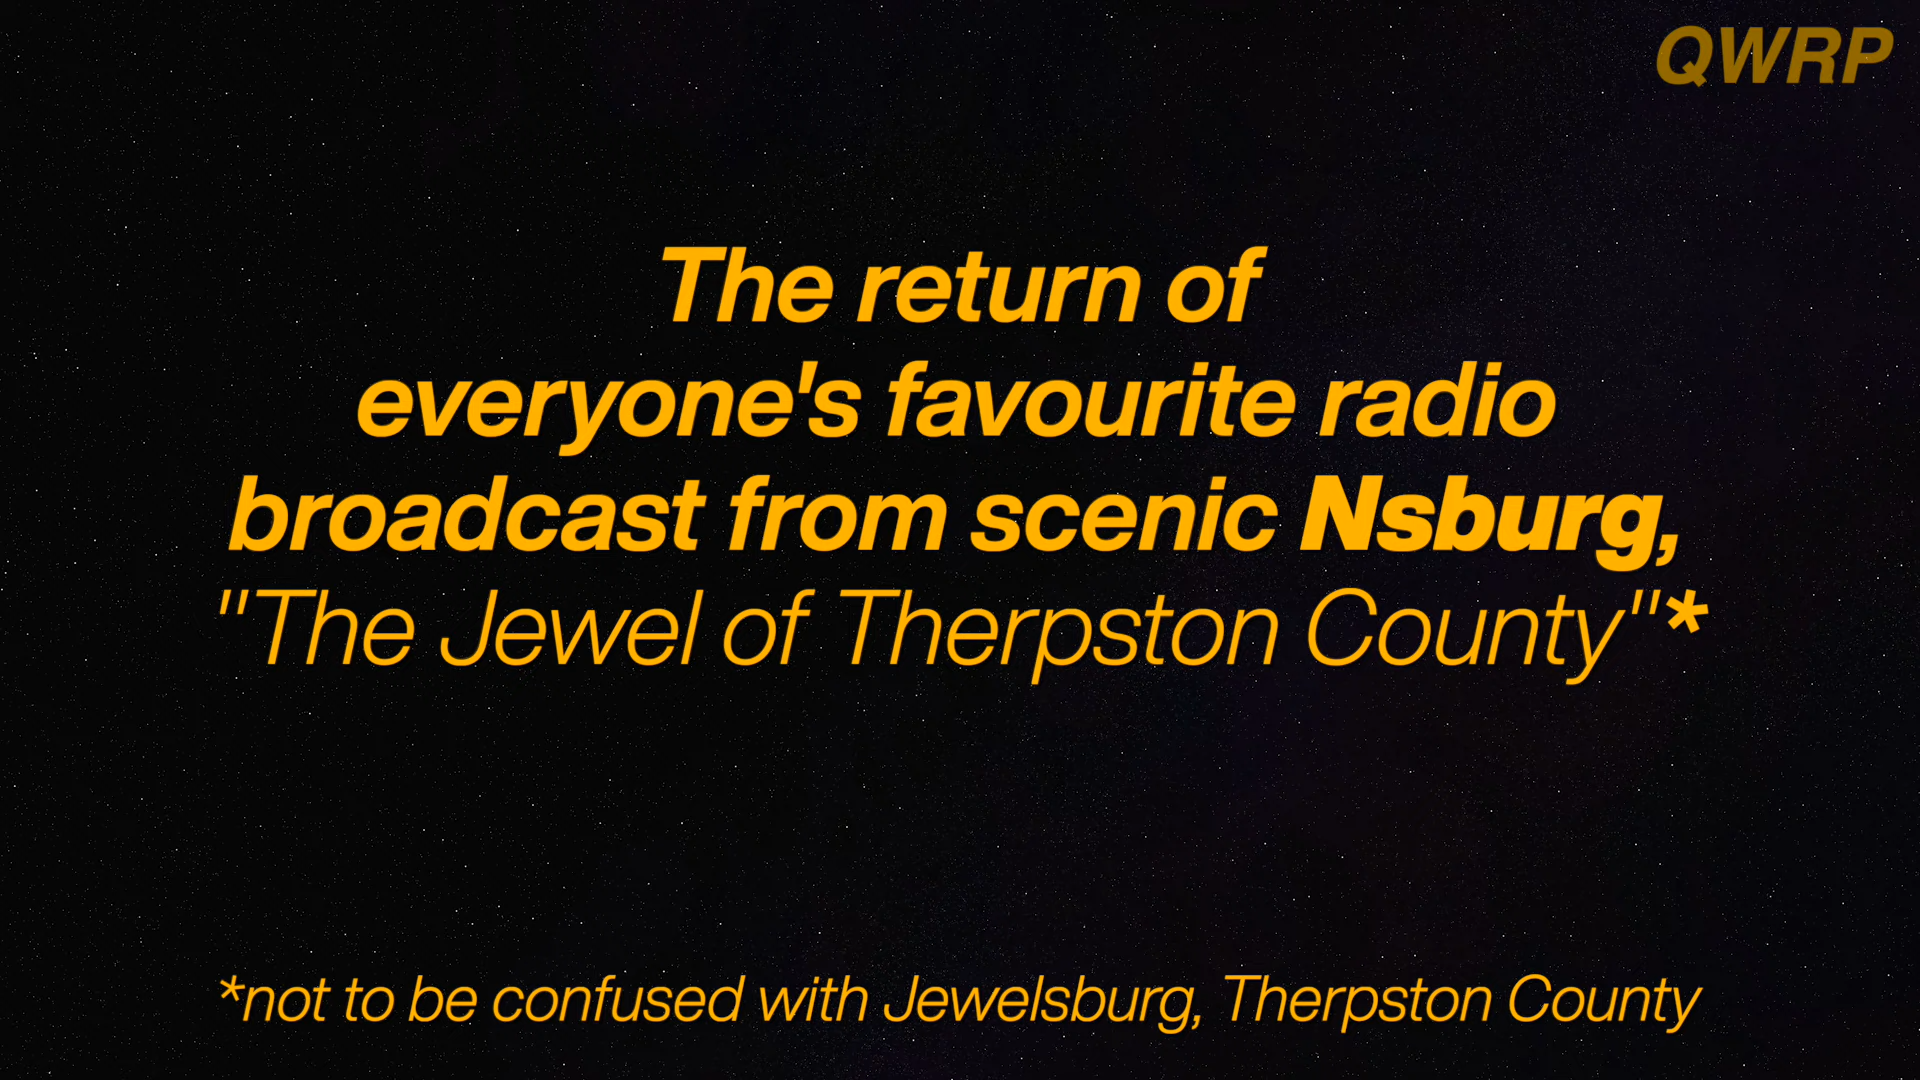 QWRP
The return of
everyone's favourite radio
broadcast from scenic Nsburg,
"The Jewel of Therpston County"*
*not to be confused with Jewelsburg, Therpston County